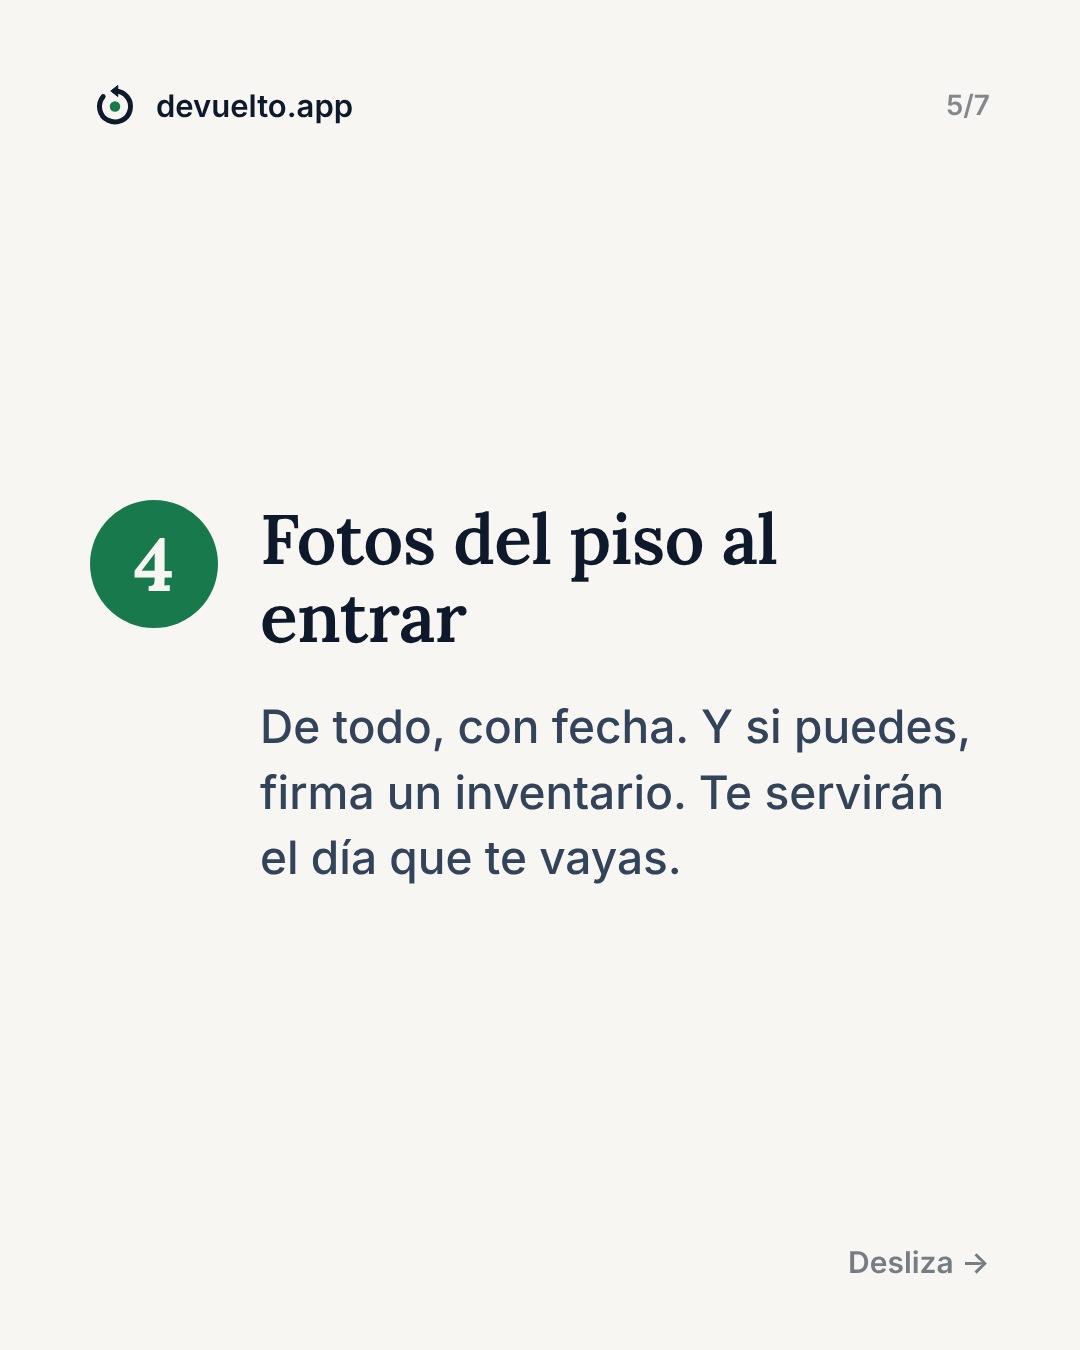 devuelto.app
5/7
4
Fotos del piso al
entrar
De todo, con fecha. Y si puedes,
firma un inventario. Te servirán
el día que te vayas.
Desliza →